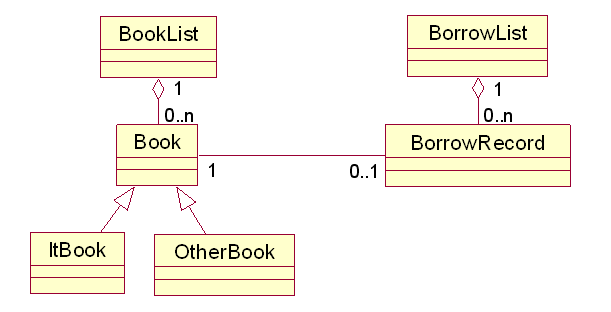 BookList
BorrowList
1
1
0..n
0..n
Book
BorrowRecord
1
0..1
ItBook
OtherBook